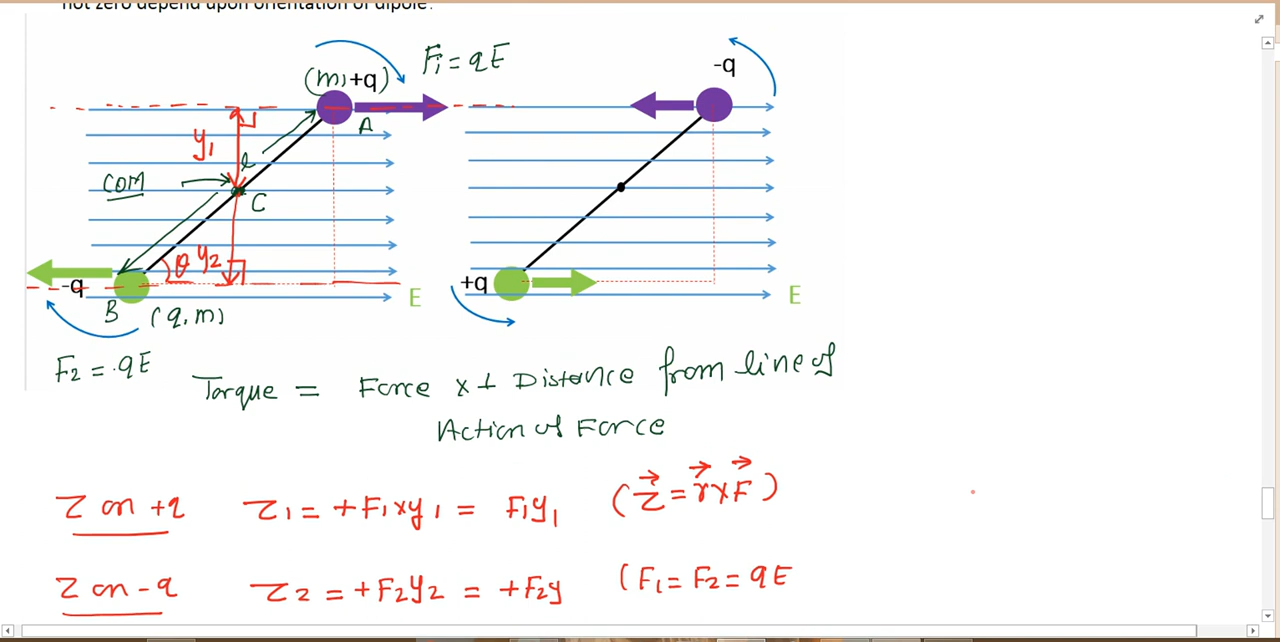 not zero depend upon orientation of dipole.
(m,+q)
F₁ = qE
-q
A
y₁
l
COM
C
θ
y₂
-q
+q
E
E
B
(q, m)
F₂ = qE
Torque = Force × ⊥ Distance from line of
Action of Force
τ on +q τ₁ = +F₁×y₁ = F₁y₁ (τ⃗ = r⃗×F⃗)
τ on -q τ₂ = +F₂y₂ = +F₂y (F₁ = F₂ = qE